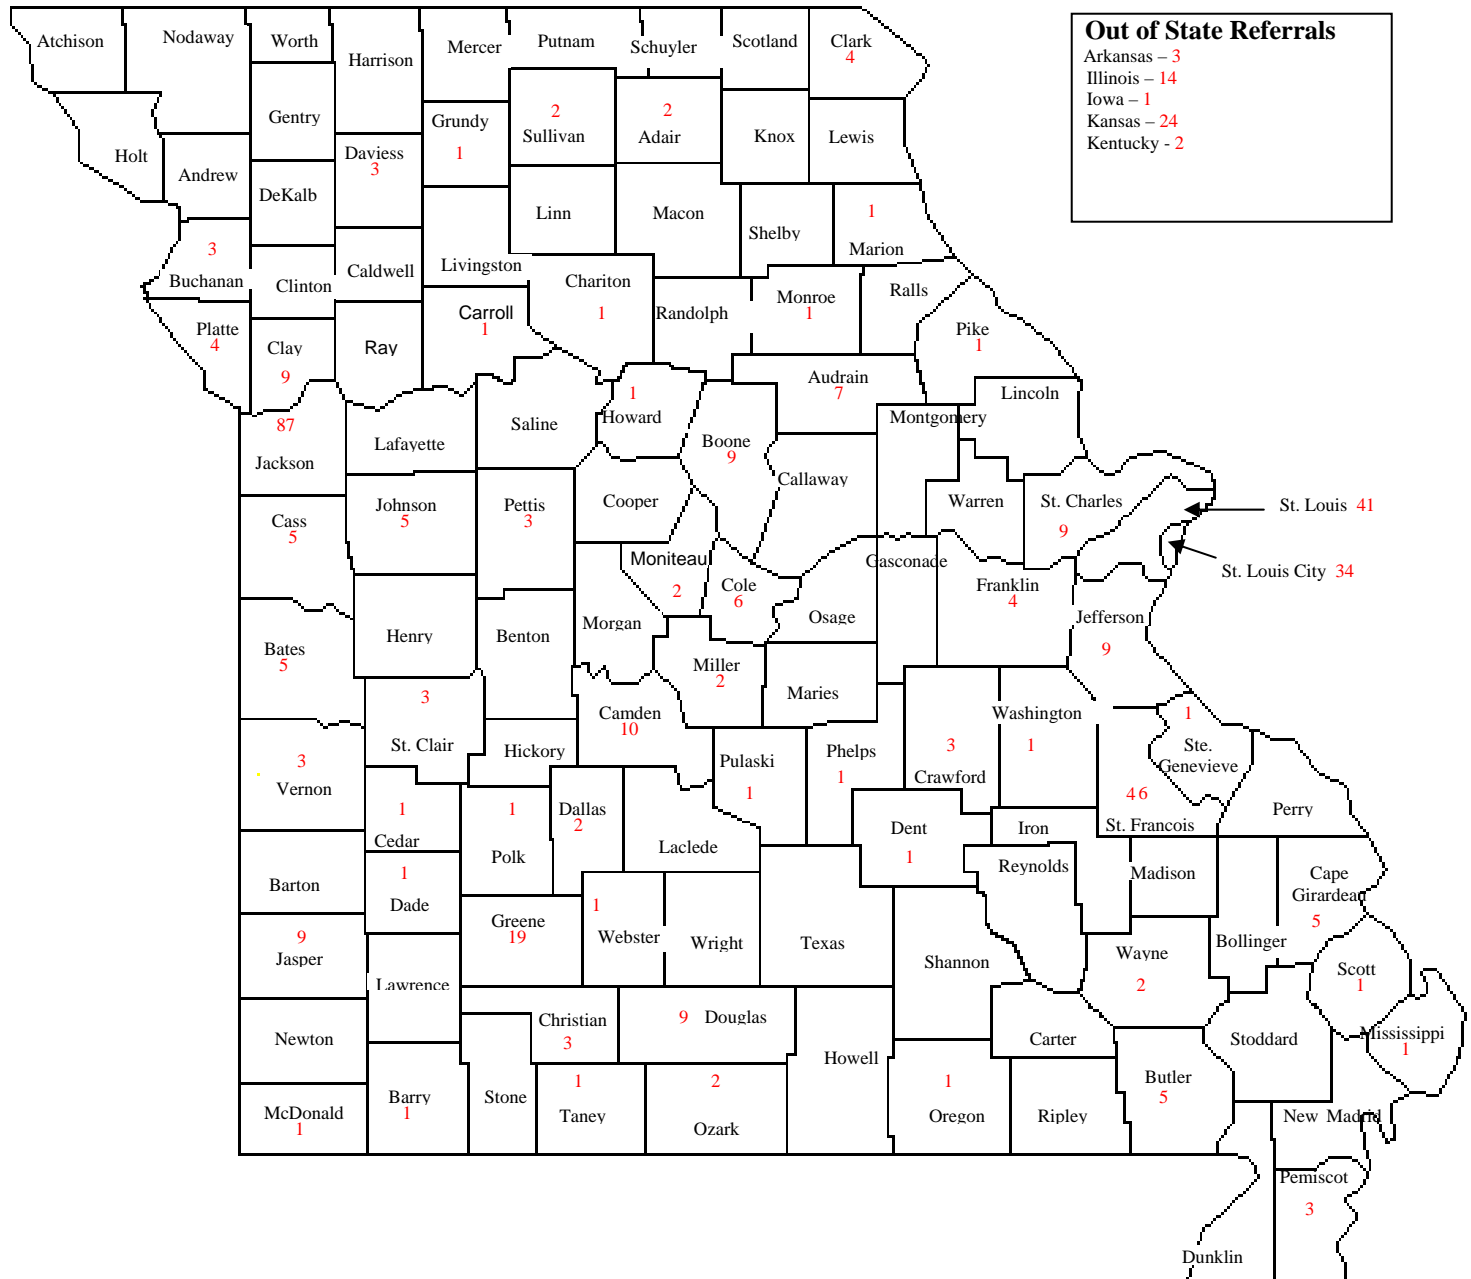 Out of State Referrals
Arkansas – 3
Illinois – 14
Iowa – 1
Kansas – 24
Kentucky - 2
Atchison
Nodaway
Worth
Harrison
Mercer
Putnam
Schuyler
Scotland
Clark
4
Gentry
Grundy
1
2
Sullivan
2
Adair
Knox
Lewis
Holt
Andrew
DeKalb
Daviess
3
Linn
Macon
Shelby
1
Marion
3
Buchanan
Clinton
Caldwell
Livingston
Chariton
1
Randolph
Monroe
1
Ralls
Platte
4
Clay
9
Ray
Carroll
1
Pike
1
Audrain
7
Lincoln
Montgomery
1
Howard
87
Jackson
Lafayette
Saline
Boone
9
Callaway
Warren
St. Charles
9
St. Louis 41
St. Louis City 34
Cass
5
Johnson
5
Pettis
3
Cooper
Moniteau
2
Cole
6
Gasconade
Franklin
4
Osage
Jefferson
9
Bates
5
Henry
Benton
Morgan
Miller
2
Maries
3
St. Clair
Hickory
Camden
10
Pulaski
1
Phelps
1
3
Crawford
Washington
1
1
Ste.
Genevieve
46
St. Francois
Perry
3
Vernon
1
Cedar
1
Polk
Dallas
2
Laclede
Dent
1
Iron
Reynolds
Madison
Barton
1
Dade
Greene
19
1
Webster
Wright
Texas
Shannon
Cape
Girardeau
5
Bollinger
Wayne
2
9
Jasper
Lawrence
Scott
1
Newton
Christian
3
9 Douglas
Howell
Carter
Stoddard
Mississippi
1
McDonald
1
Barry
1
Stone
1
Taney
2
Ozark
1
Oregon
Ripley
Butler
5
New Madrid
Pemiscot
3
Dunklin